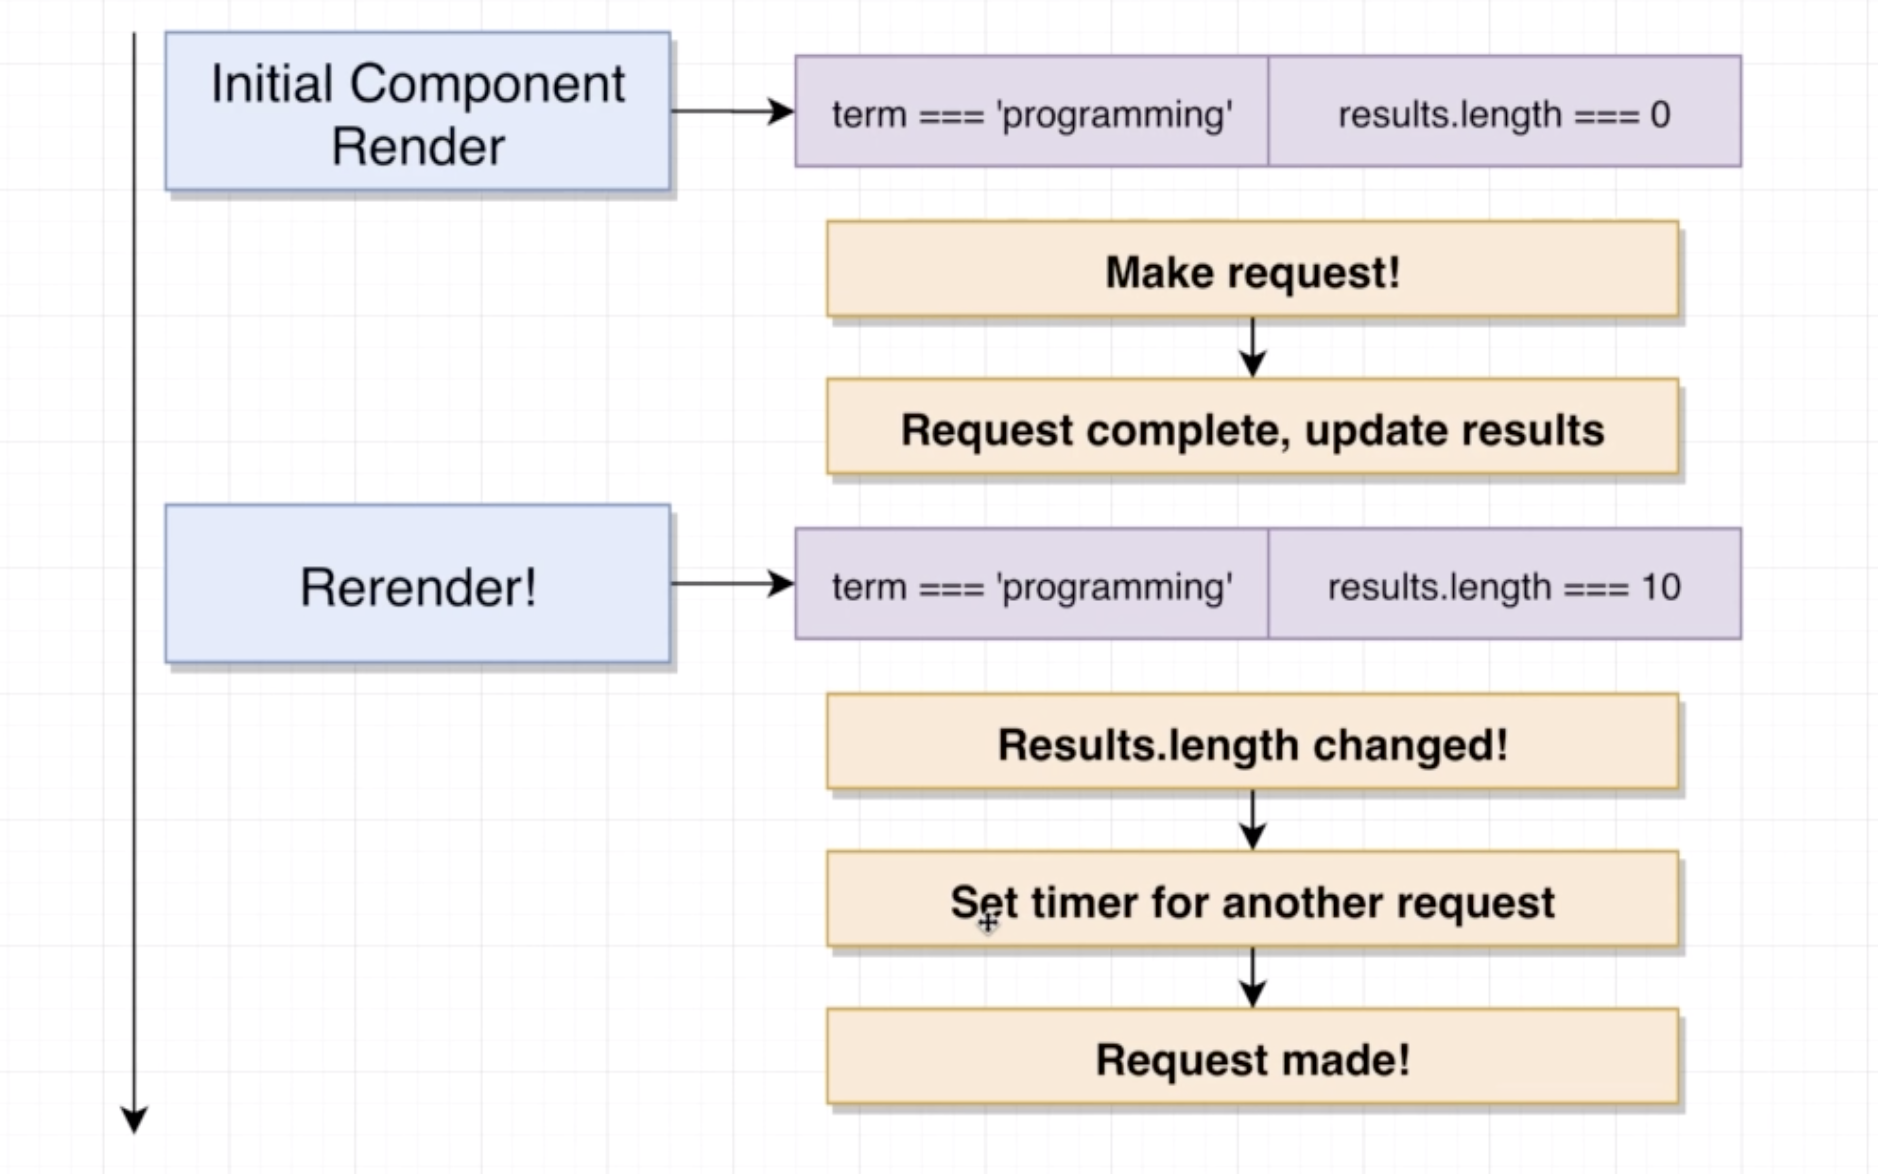 Initial Component
Render
term === 'programming'
results.length === 0
Make request!
Request complete, update results
Rerender!
term === 'programming'
results.length === 10
Results.length changed!
Set timer for another request
Request made!